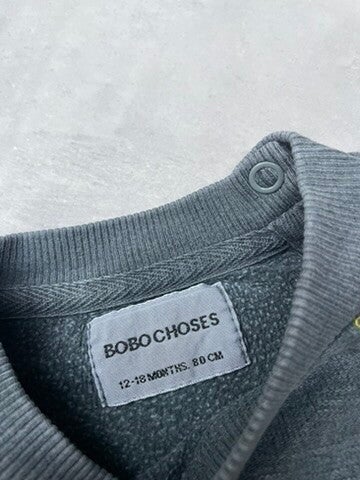 BOBO CHOSES
12-18 MONTHS. 80 CM